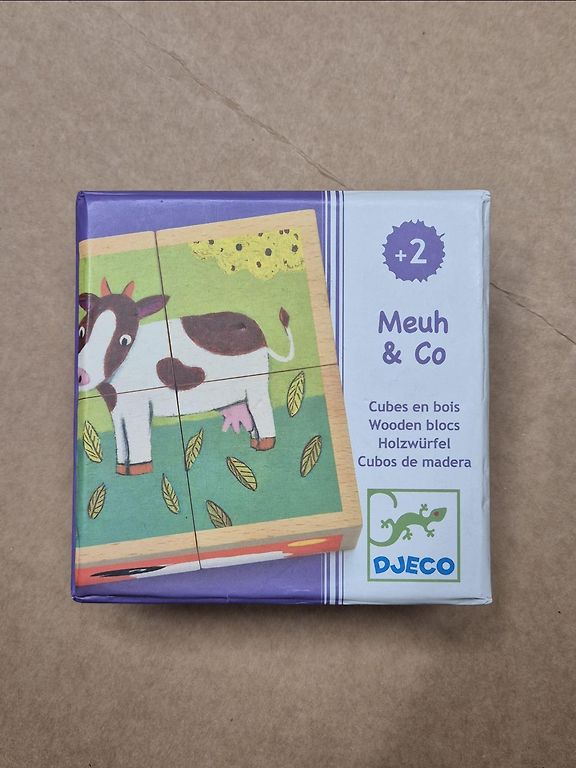 +2
Meuh
& Co
Cubes en bois
Wooden blocs
Holzwürfel
Cubos de madera
DJECO